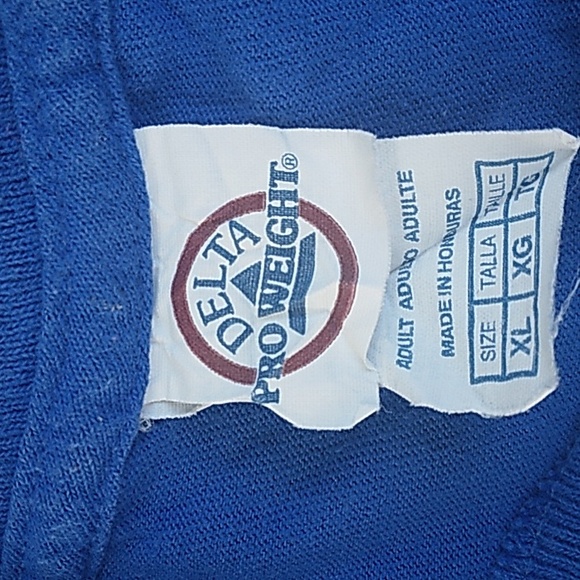 DELTA
PRO WEIGHT®
ADULT ADULTO ADULTE
MADE IN HONDURAS
SIZE TALLA TAILLE
XL XG TG